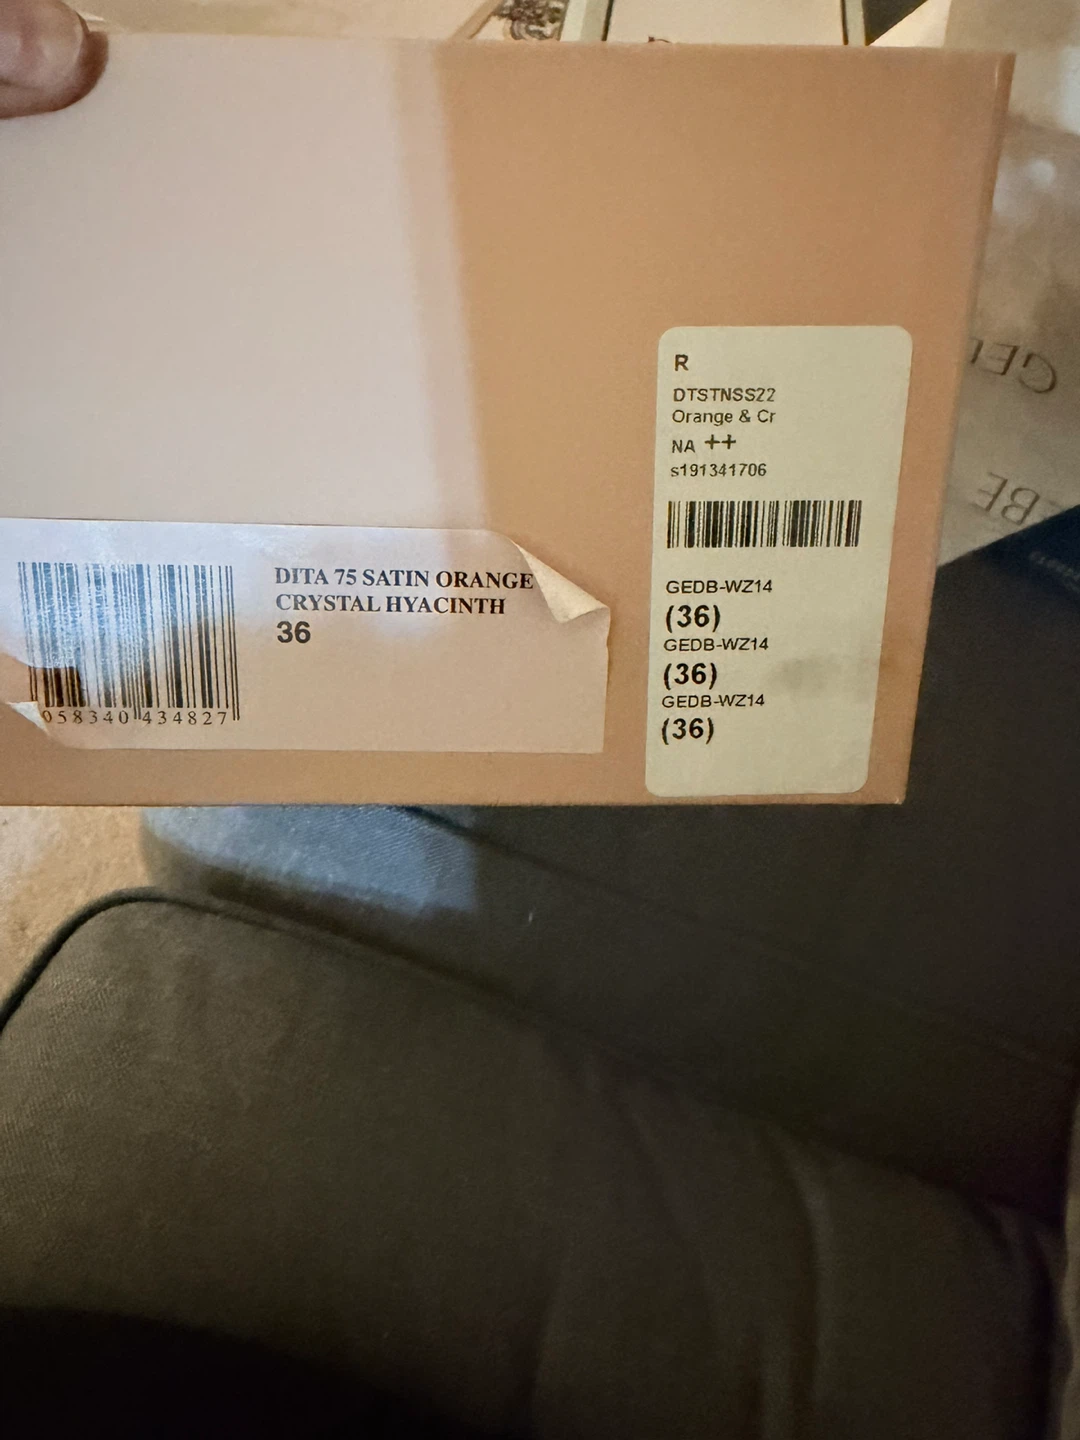 DITA 75 SATIN ORANGE
CRYSTAL HYACINTH
36
058340 434827
R
DTSTNSS22
Orange & Cr
NA ++
s191341706
GEDB-WZ14
(36)
GEDB-WZ14
(36)
GEDB-WZ14
(36)